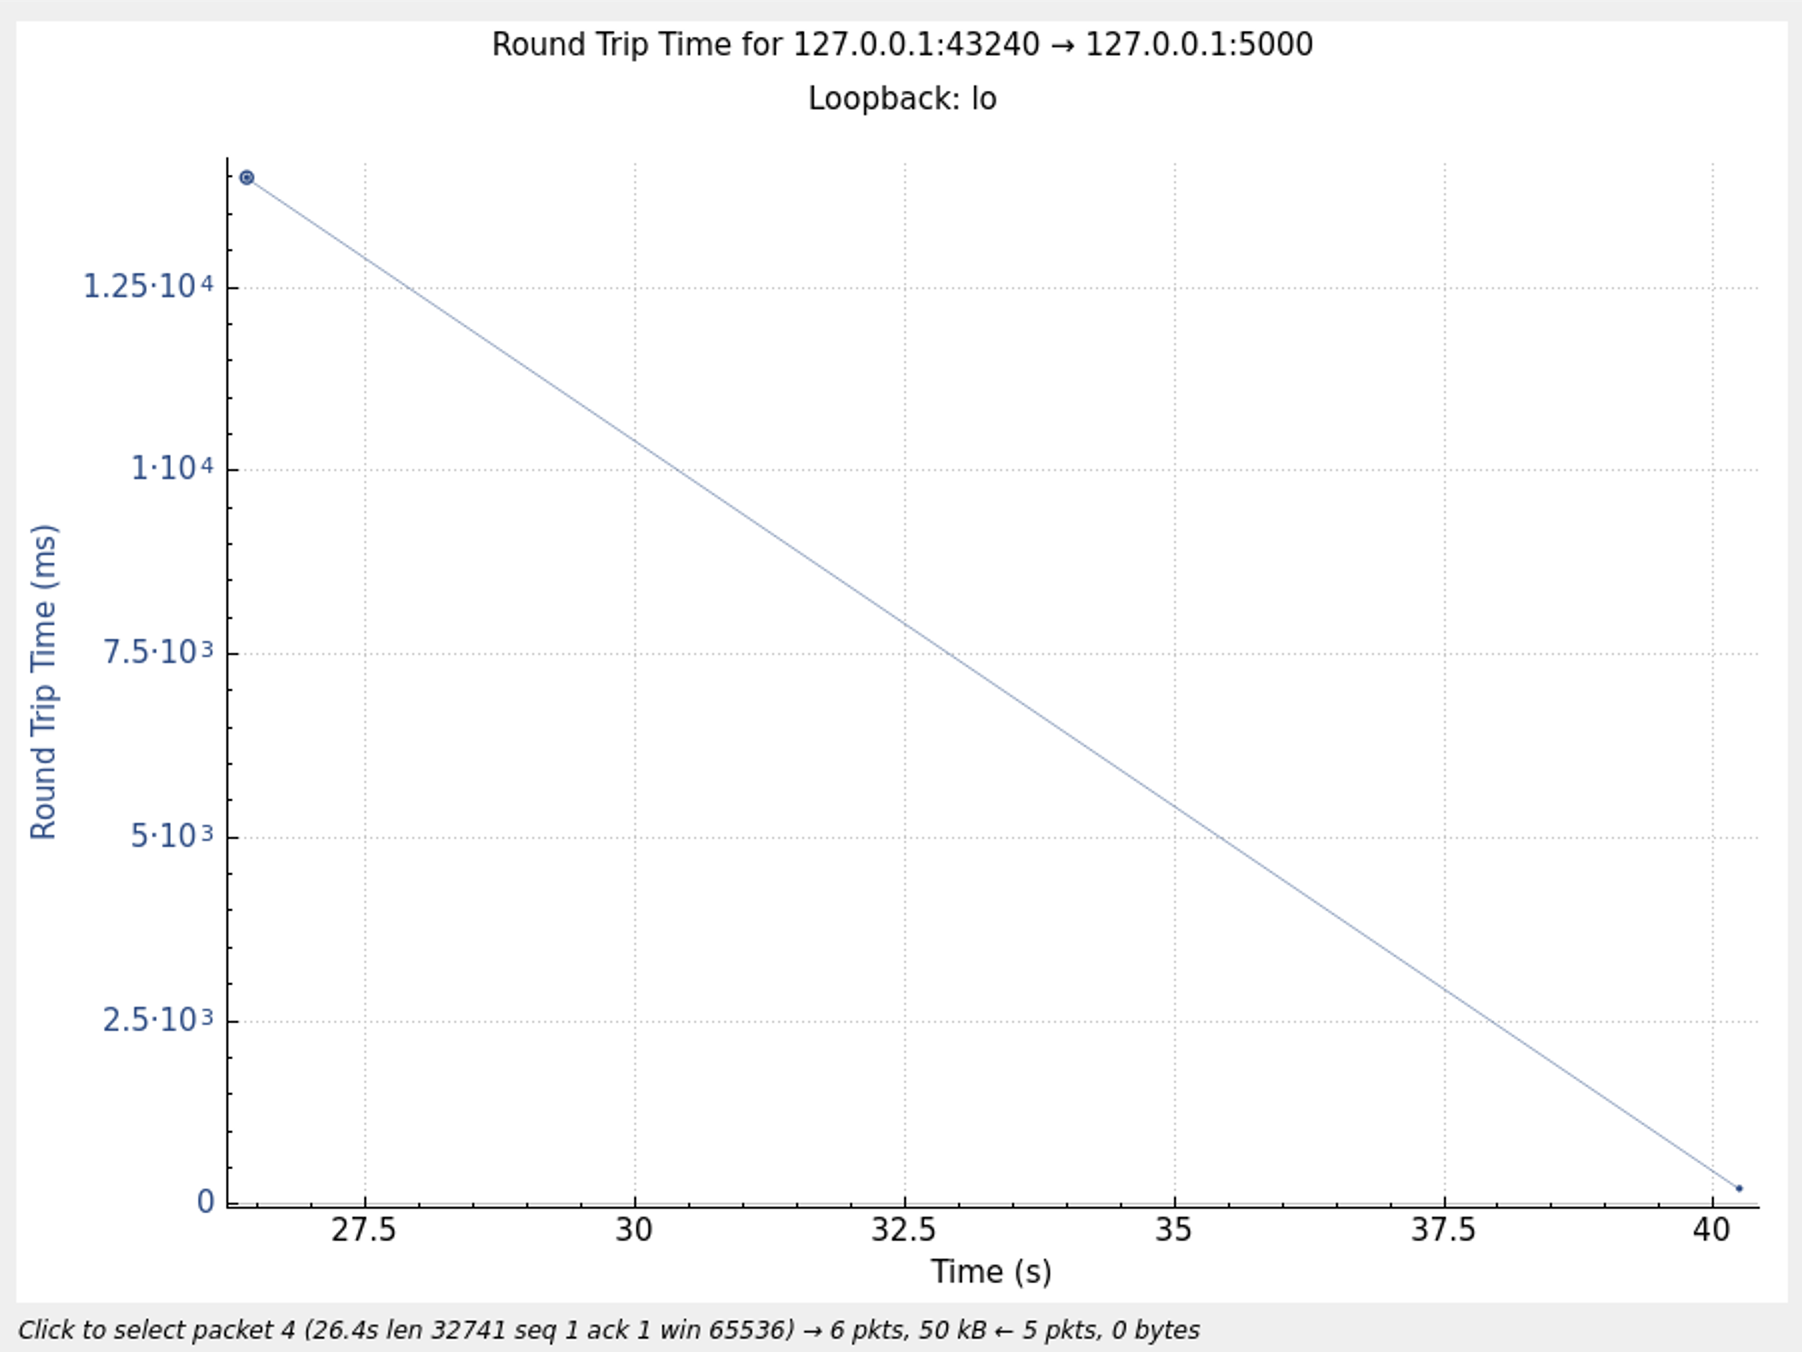 Round Trip Time for 127.0.0.1:43240 → 127.0.0.1:5000
Loopback: lo
1.25·10⁴
1·10⁴
7.5·10³
5·10³
2.5·10³
0
Round Trip Time (ms)
27.5 30 32.5 35 37.5 40
Time (s)
Click to select packet 4 (26.4s len 32741 seq 1 ack 1 win 65536) → 6 pkts, 50 kB ← 5 pkts, 0 bytes